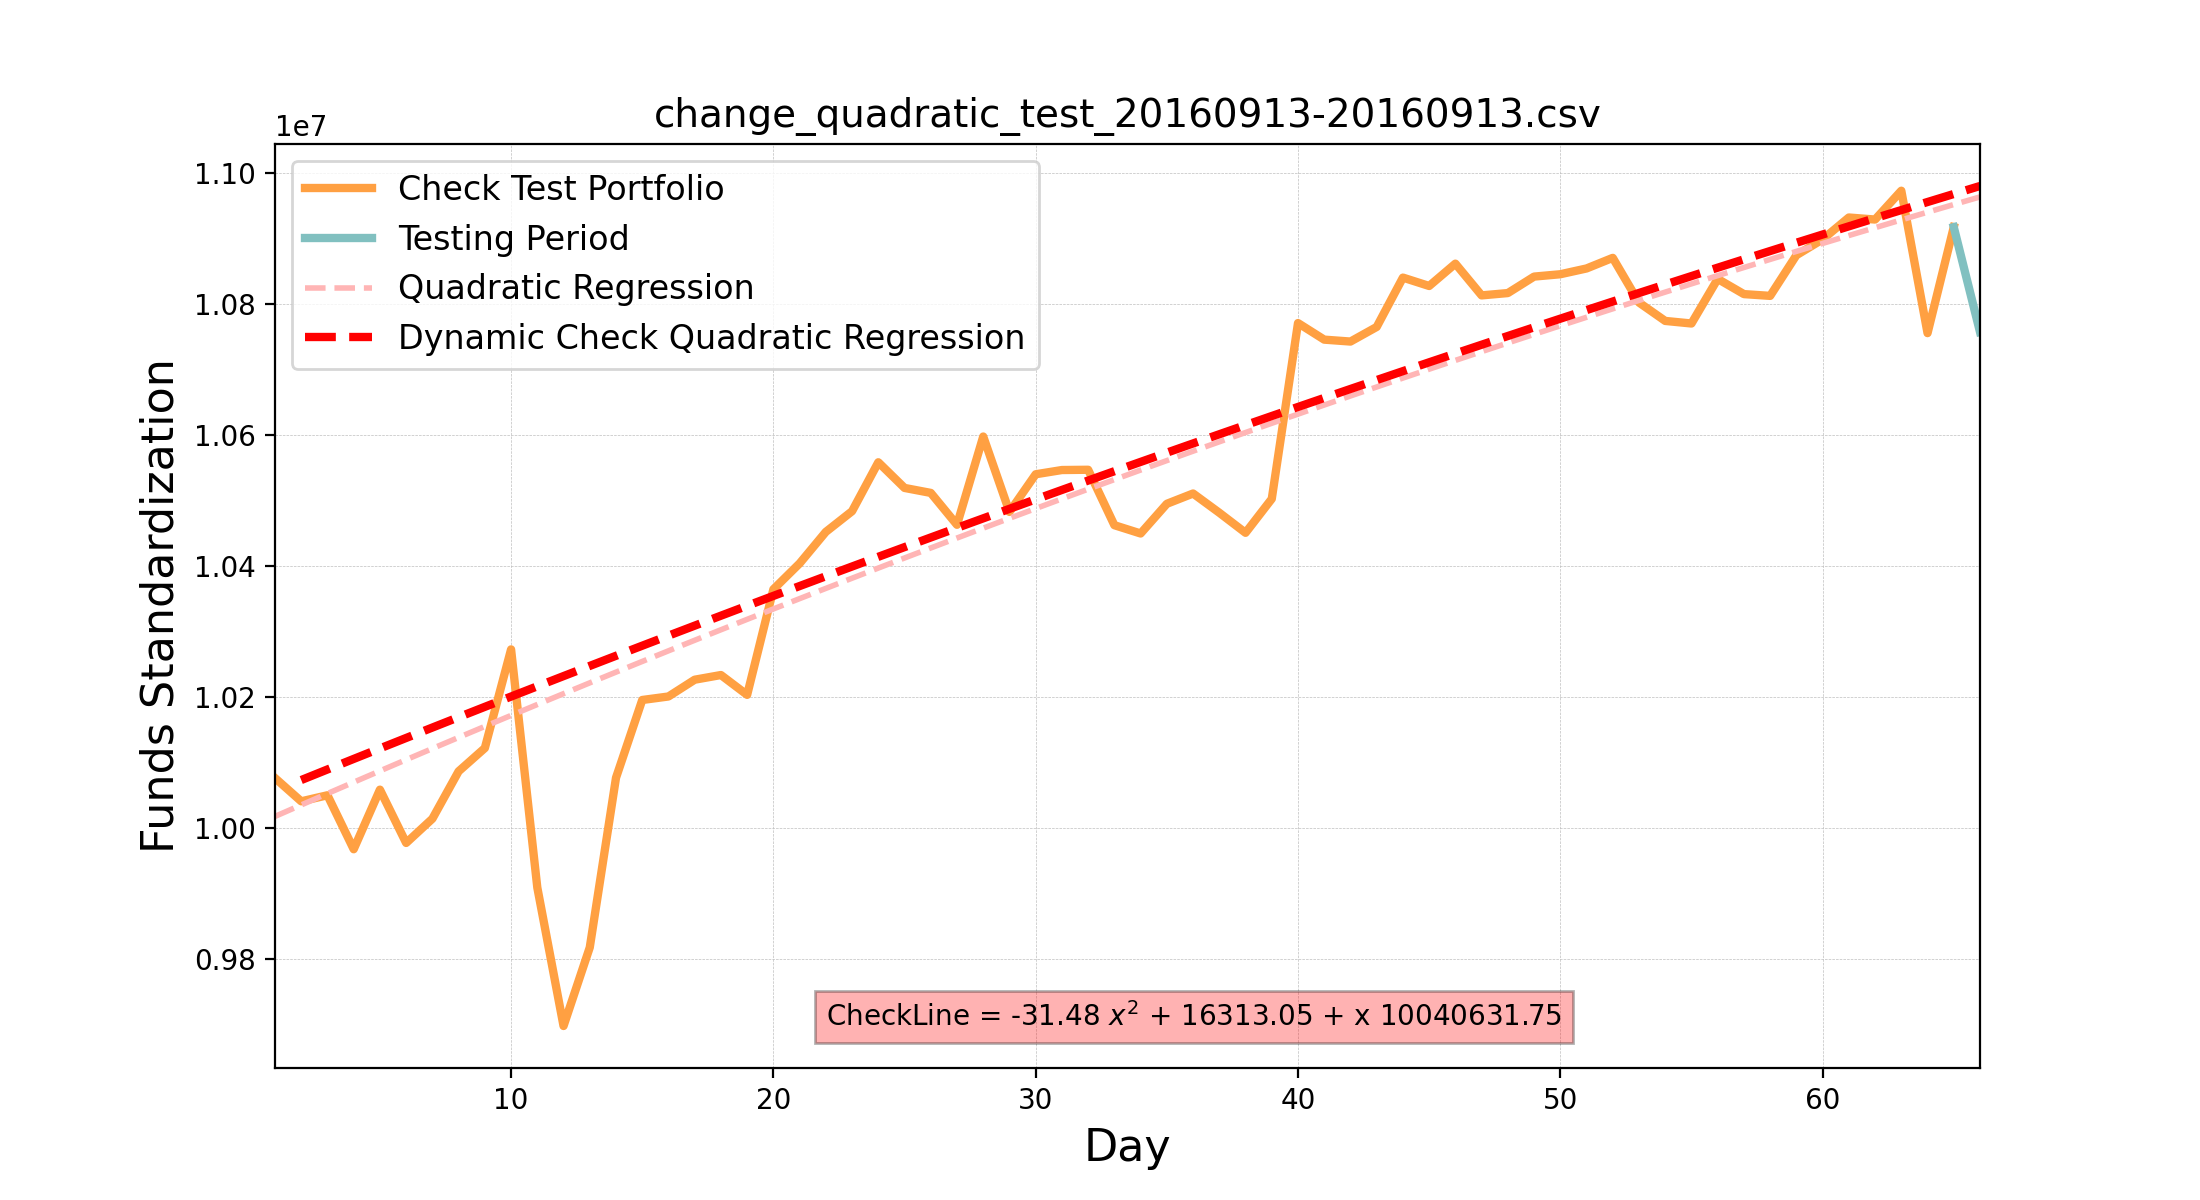 change_quadratic_test_20160913-20160913.csv
1e7
1.10
1.08
1.06
1.04
1.02
1.00
0.98
Funds Standardization
Check Test Portfolio
Testing Period
Quadratic Regression
Dynamic Check Quadratic Regression
CheckLine = -31.48 x² + 16313.05 + x 10040631.75
10 20 30 40 50 60
Day